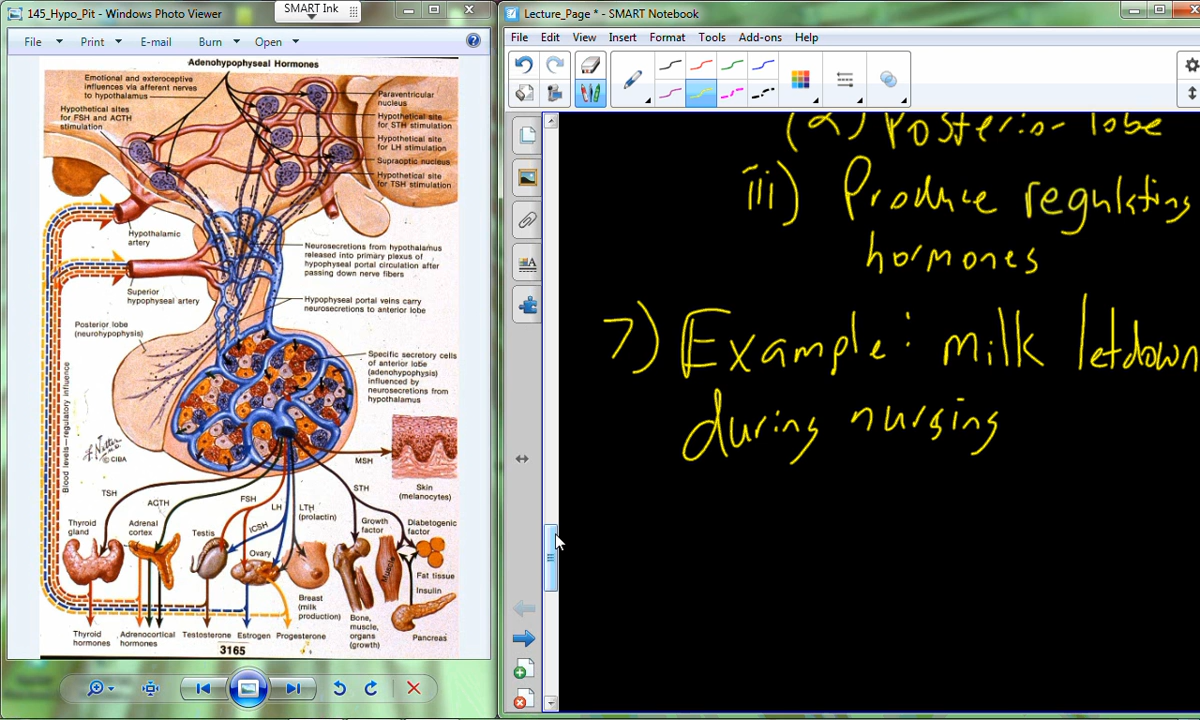 145_Hypo_Pit - Windows Photo Viewer
SMART Ink
File Print E-mail Burn Open
Adenohypophyseal Hormones
Emotional and exteroceptive
influences via afferent nerves
to hypothalamus
Hypothetical sites
for FSH and ACTH
stimulation
Paraventricular
nucleus
Hypothetical site
for STH stimulation
Hypothetical site
for LH stimulation
Supraoptic nucleus
Hypothetical site
for TSH stimulation
Hypothalamic
artery
Neurosecretions from hypothalamus
released into primary plexus of
hypophyseal portal circulation after
passing down nerve fibers
Superior
hypophyseal artery
Hypophyseal portal veins carry
neurosecretions to anterior lobe
Posterior lobe
(neurohypophysis)
Specific secretory cells
of anterior lobe
(adenohypophysis)
influenced by
neurosecretions from
hypothalamus
Blood levels—regulatory influence
© CIBA
MSH
Skin
(melanocytes)
TSH
ACTH
FSH
LH
ICSH
LTH
(prolactin)
STH
Thyroid
gland
Adrenal
cortex
Testis
Ovary
Growth
factor
Diabetogenic
factor
Muscle
Fat tissue
Insulin
Breast
(milk
production)
Bone,
muscle,
organs
(growth)
Pancreas
Thyroid
hormones
Adrenocortical
hormones
Testosterone
Estrogen
Progesterone
3165
Lecture_Page * - SMART Notebook
File Edit View Insert Format Tools Add-ons Help
(2) Posterior lobe
iii) Produce regulating
hormones
7) Example: milk letdown
during nursing